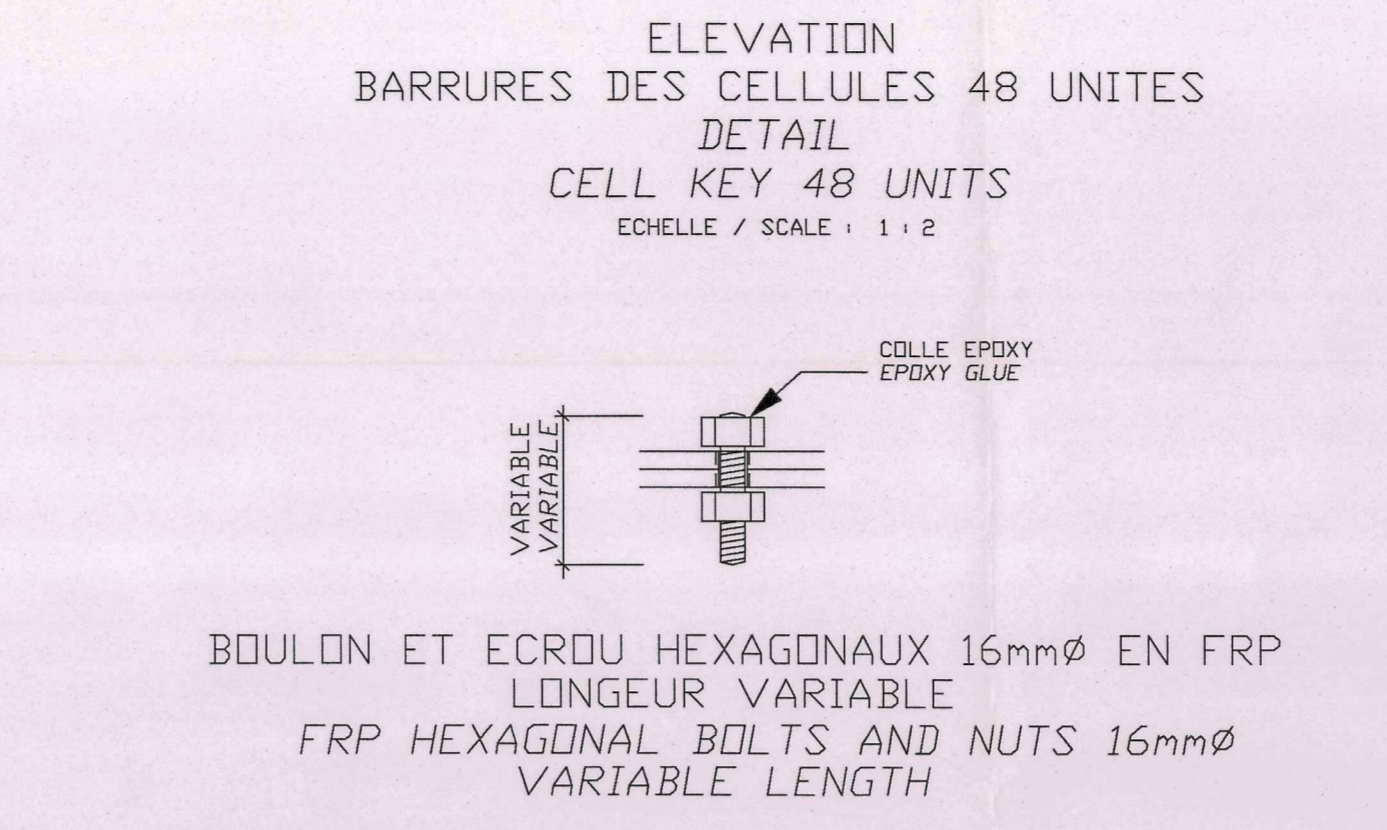 ELEVATION
BARRURES DES CELLULES 48 UNITES
DETAIL
CELL KEY 48 UNITS
ECHELLE / SCALE : 1 : 2
COLLE EPOXY
EPOXY GLUE
VARIABLE
VARIABLE
BOULON ET ECROU HEXAGONAUX 16mmØ EN FRP
LONGEUR VARIABLE
FRP HEXAGONAL BOLTS AND NUTS 16mmØ
VARIABLE LENGTH